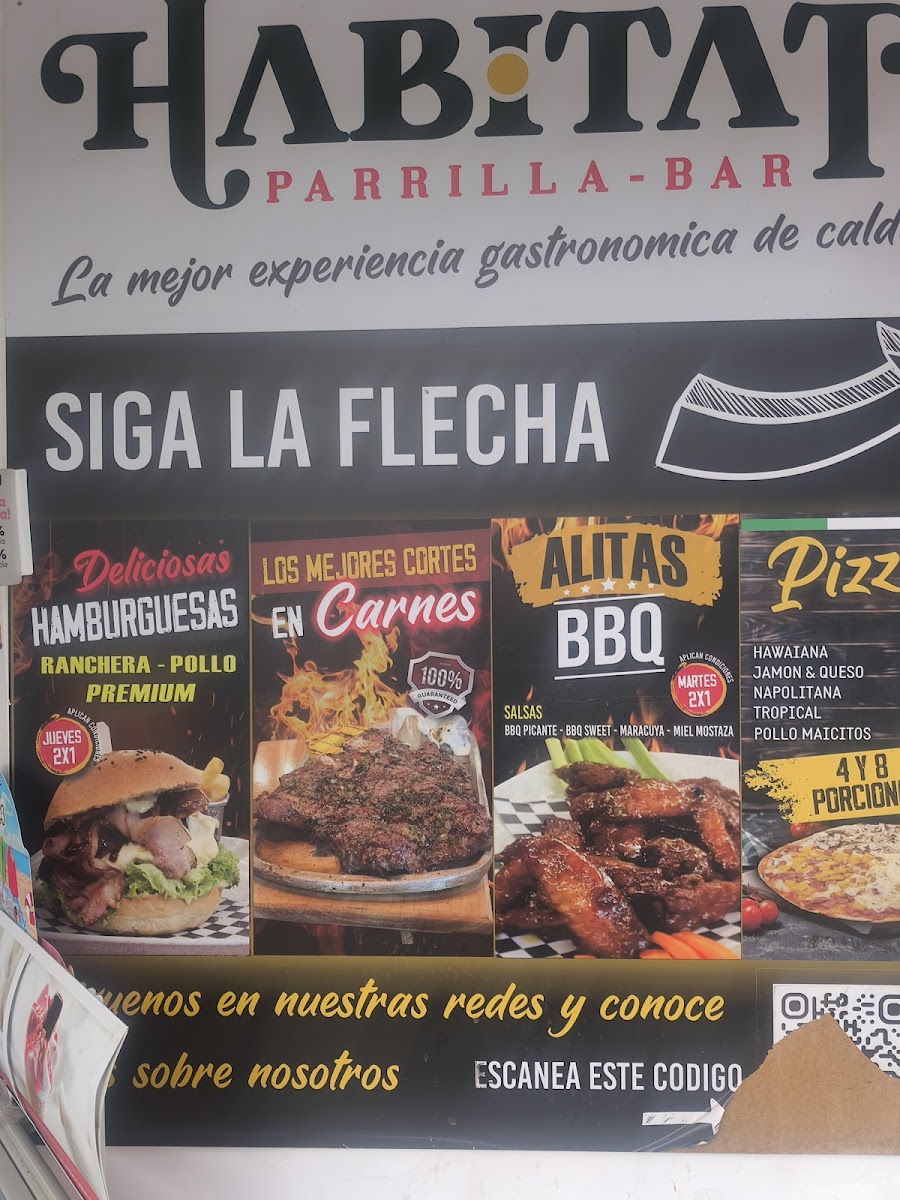 HABITAT
PARRILLA-BAR
La mejor experiencia gastronomica de cald
SIGA LA FLECHA
Deliciosas
HAMBURGUESAS
RANCHERA - POLLO
PREMIUM
APLICAN CONDICIONES
JUEVES
2X1
LOS MEJORES CORTES
EN Carnes
100%
GUARANTEED
ALITAS
BBQ
APLICAN CONDICIONES
MARTES
2X1
SALSAS
BBQ PICANTE - BBQ SWEET - MARACUYA - MIEL MOSTAZA
Pizz
HAWAIANA
JAMON & QUESO
NAPOLITANA
TROPICAL
POLLO MAICITOS
4 Y 8
PORCION
uenos en nuestras redes y conoce
s sobre nosotros
ESCANEA ESTE CODIGO